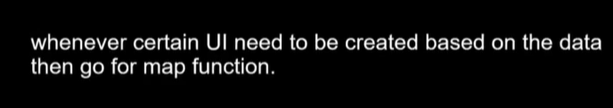 whenever certain UI need to be created based on the data
then go for map function.